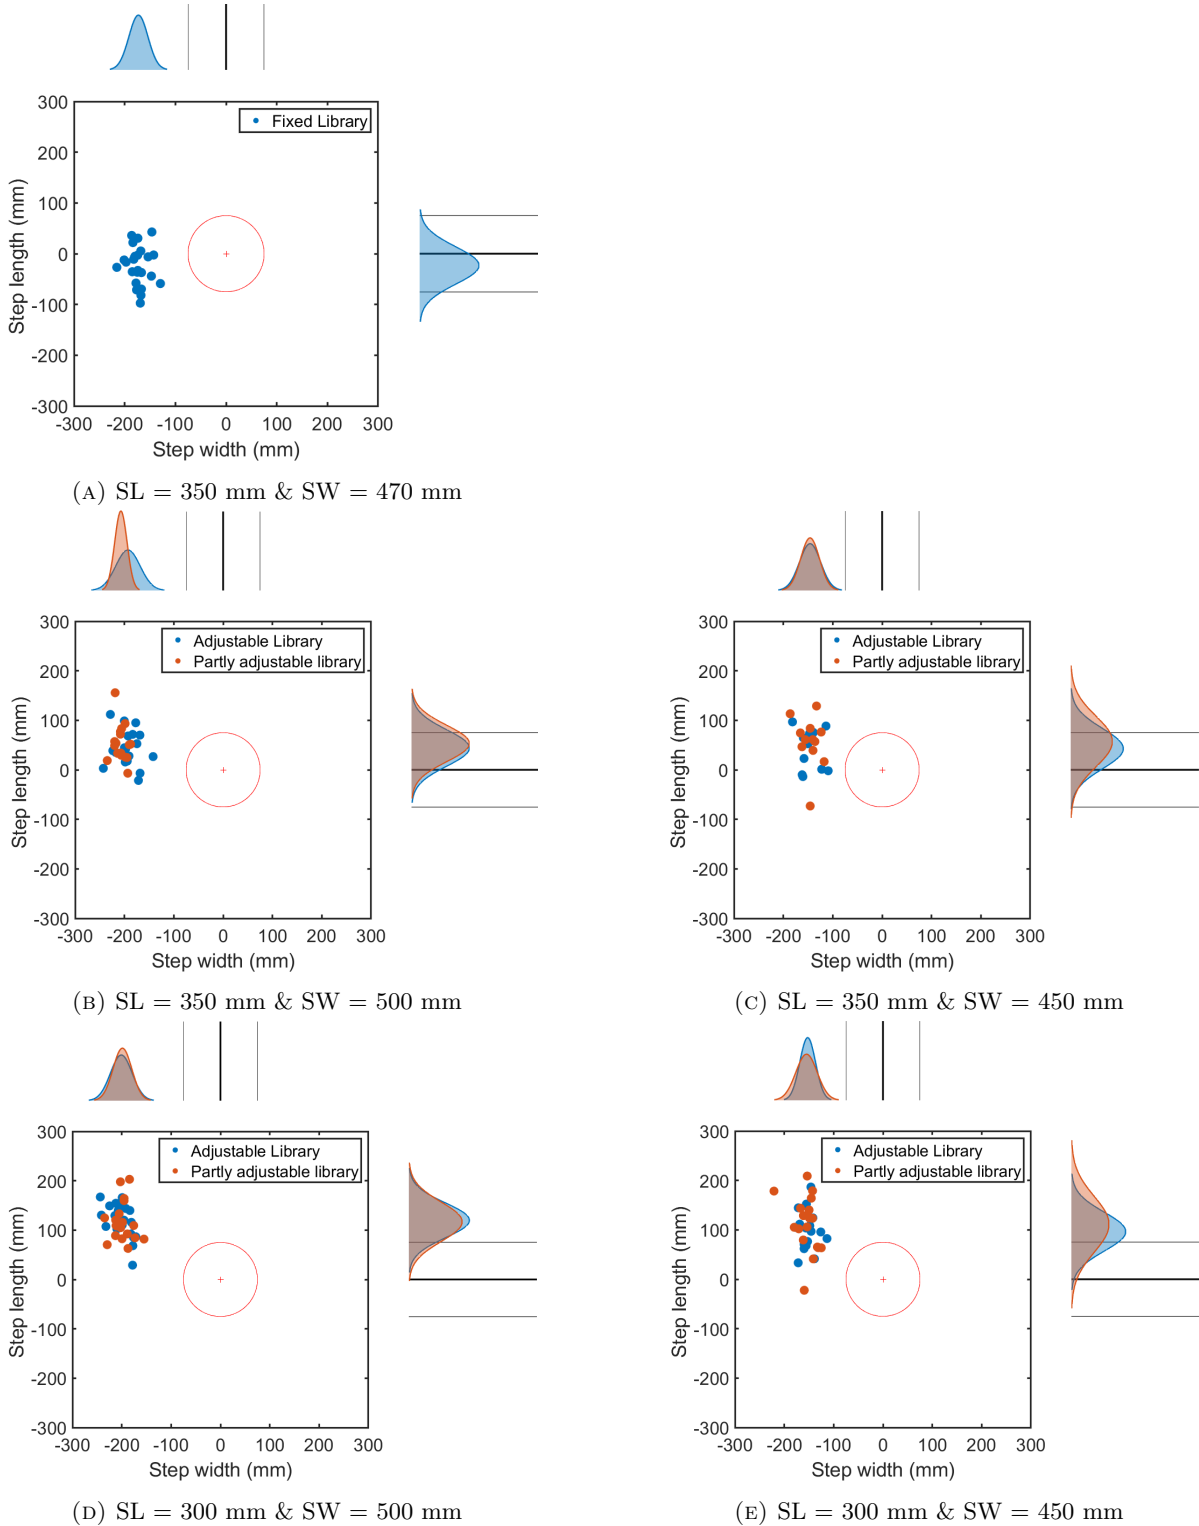 Fixed Library
300
200
100
0
-100
-200
-300
Step length (mm)
-300 -200 -100 0 100 200 300
Step width (mm)
(A) SL = 350 mm & SW = 470 mm
Adjustable Library
Partly adjustable library
300
200
100
0
-100
-200
-300
Step length (mm)
-300 -200 -100 0 100 200 300
Step width (mm)
(B) SL = 350 mm & SW = 500 mm
Adjustable Library
Partly adjustable library
300
200
100
0
-100
-200
-300
Step length (mm)
-300 -200 -100 0 100 200 300
Step width (mm)
(C) SL = 350 mm & SW = 450 mm
Adjustable Library
Partly adjustable library
300
200
100
0
-100
-200
-300
Step length (mm)
-300 -200 -100 0 100 200 300
Step width (mm)
(D) SL = 300 mm & SW = 500 mm
Adjustable Library
Partly adjustable library
300
200
100
0
-100
-200
-300
Step length (mm)
-300 -200 -100 0 100 200 300
Step width (mm)
(E) SL = 300 mm & SW = 450 mm